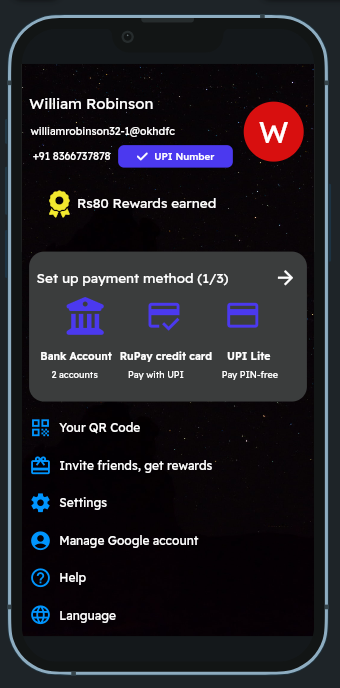 William Robinson
williamrobinson32-1@okhdfc
W
+91 8366737878 UPI Number
Rs80 Rewards earned
Set up payment method (1/3)
Bank Account RuPay credit card UPI Lite
2 accounts Pay with UPI Pay PIN-free
Your QR Code
Invite friends, get rewards
Settings
Manage Google account
Help
Language